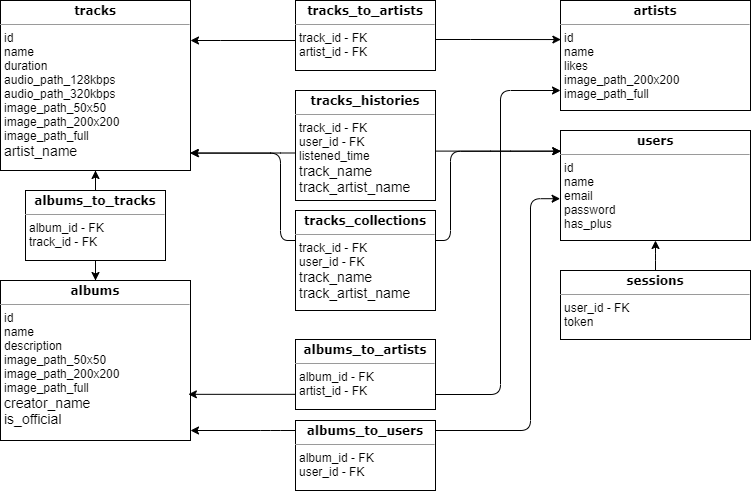 tracks
id
name
duration
audio_path_128kbps
audio_path_320kbps
image_path_50x50
image_path_200x200
image_path_full
artist_name
tracks_to_artists
track_id - FK
artist_id - FK
artists
id
name
likes
image_path_200x200
image_path_full
tracks_histories
track_id - FK
user_id - FK
listened_time
track_name
track_artist_name
users
id
name
email
password
has_plus
albums_to_tracks
album_id - FK
track_id - FK
tracks_collections
track_id - FK
user_id - FK
track_name
track_artist_name
sessions
user_id - FK
token
albums
id
name
description
image_path_50x50
image_path_200x200
image_path_full
creator_name
is_official
albums_to_artists
album_id - FK
artist_id - FK
albums_to_users
album_id - FK
user_id - FK